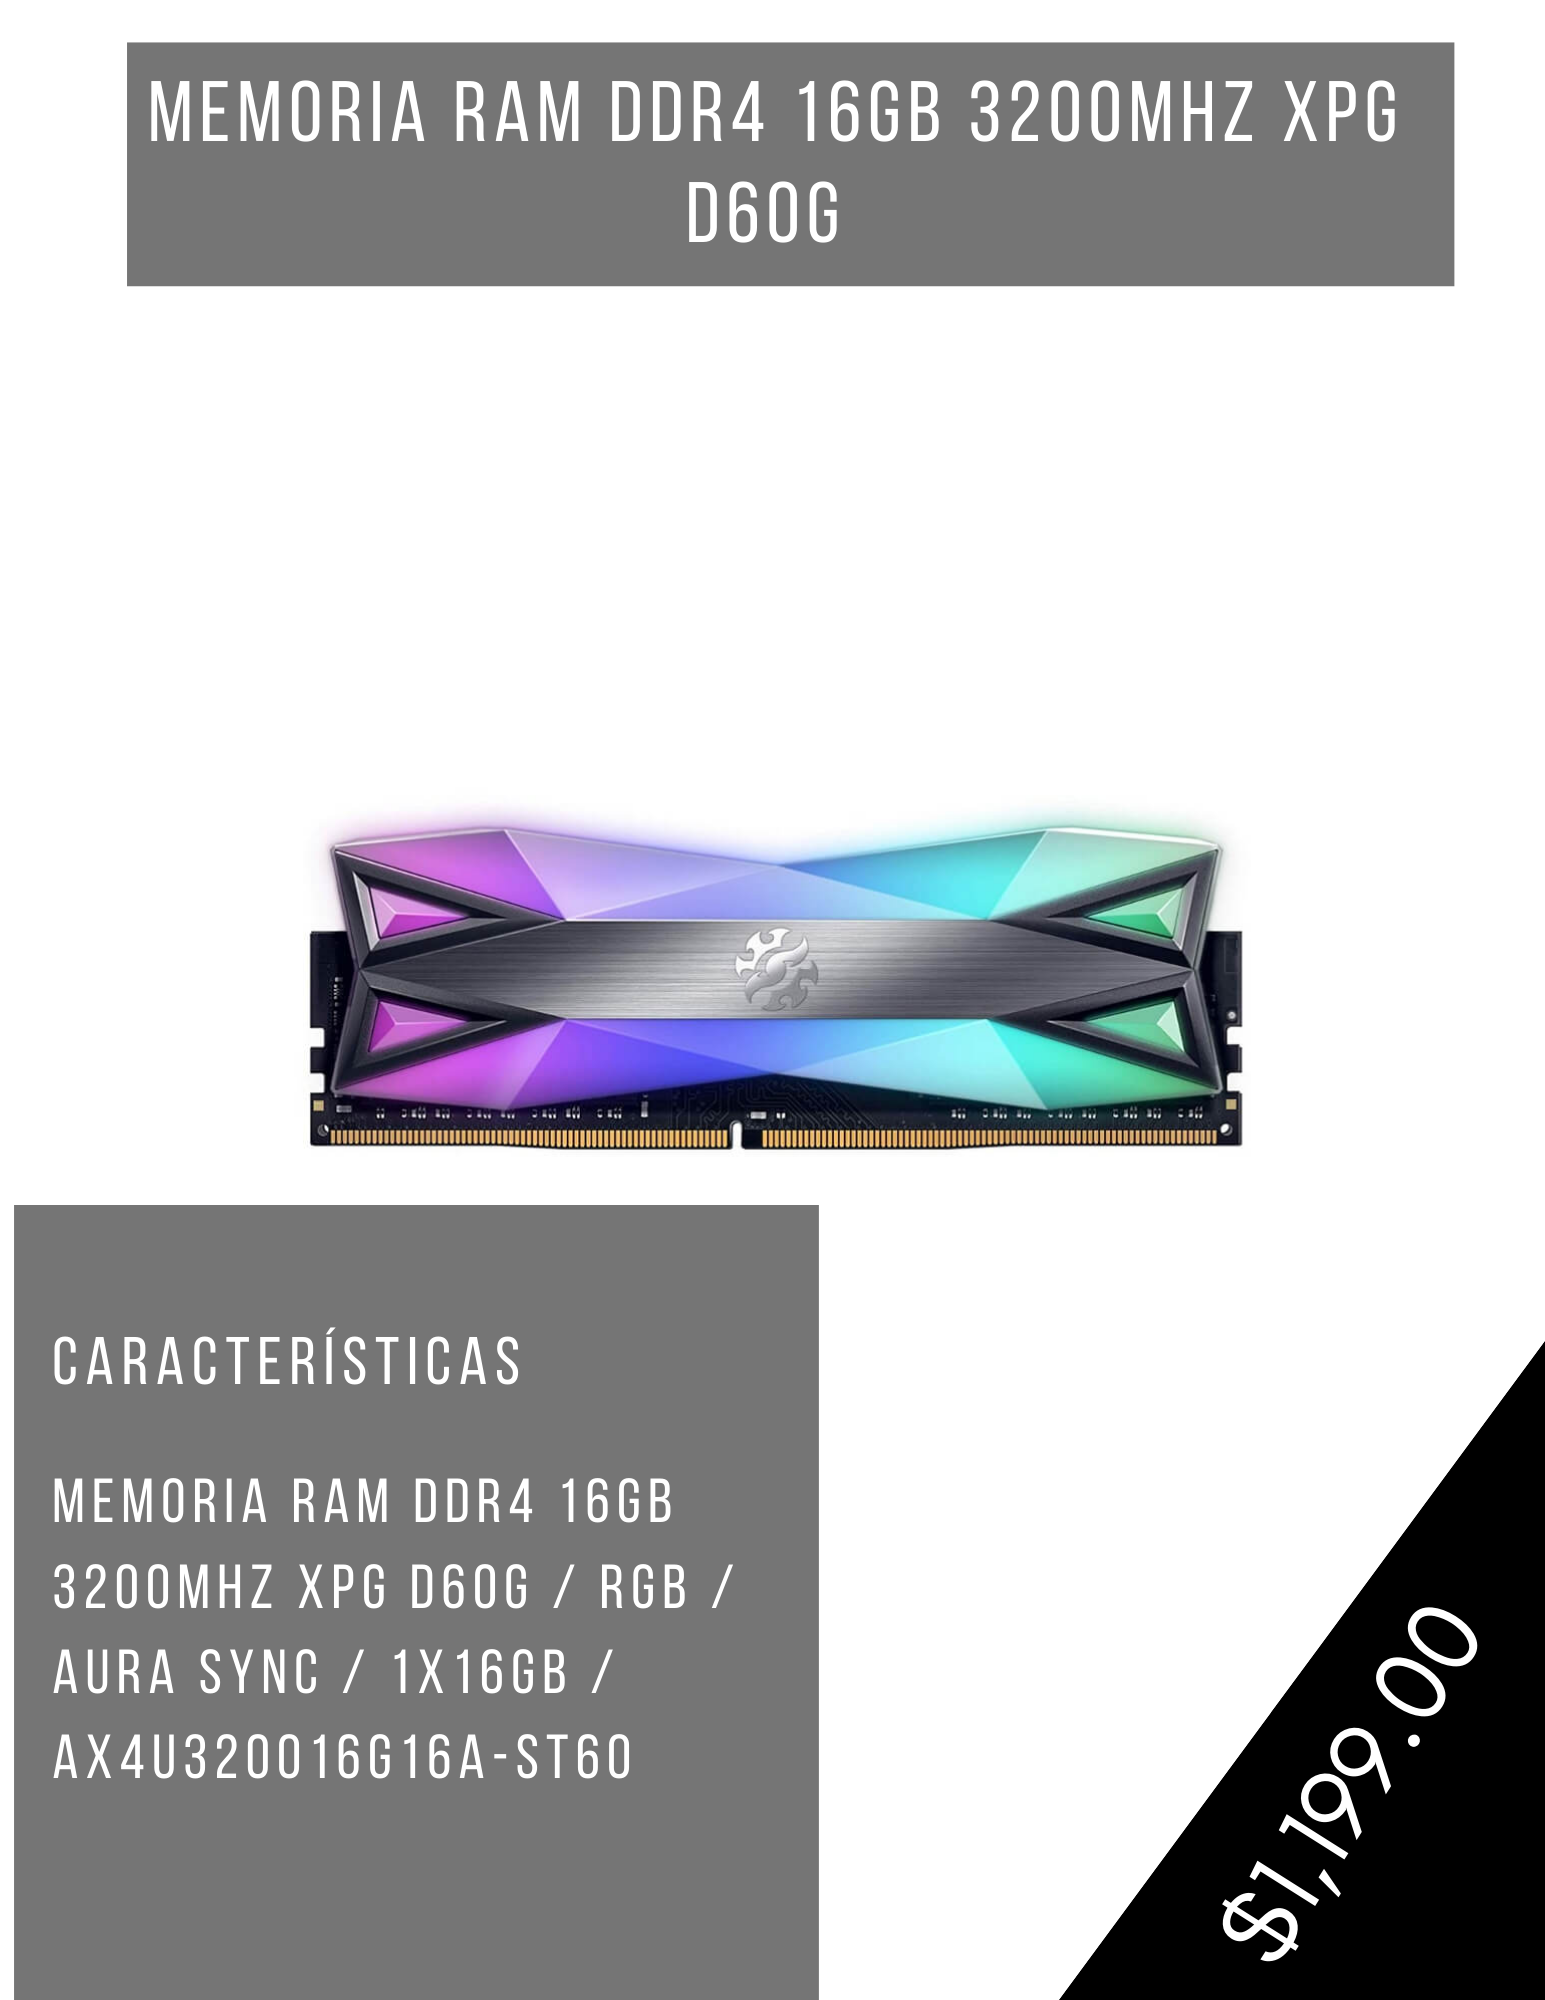 MEMORIA RAM DDR4 16GB 3200MHZ XPG
D60G
CARACTERÍSTICAS
MEMORIA RAM DDR4 16GB
3200MHZ XPG D60G / RGB /
AURA SYNC / 1X16GB /
AX4U320016G16A-ST60
$1,199.00